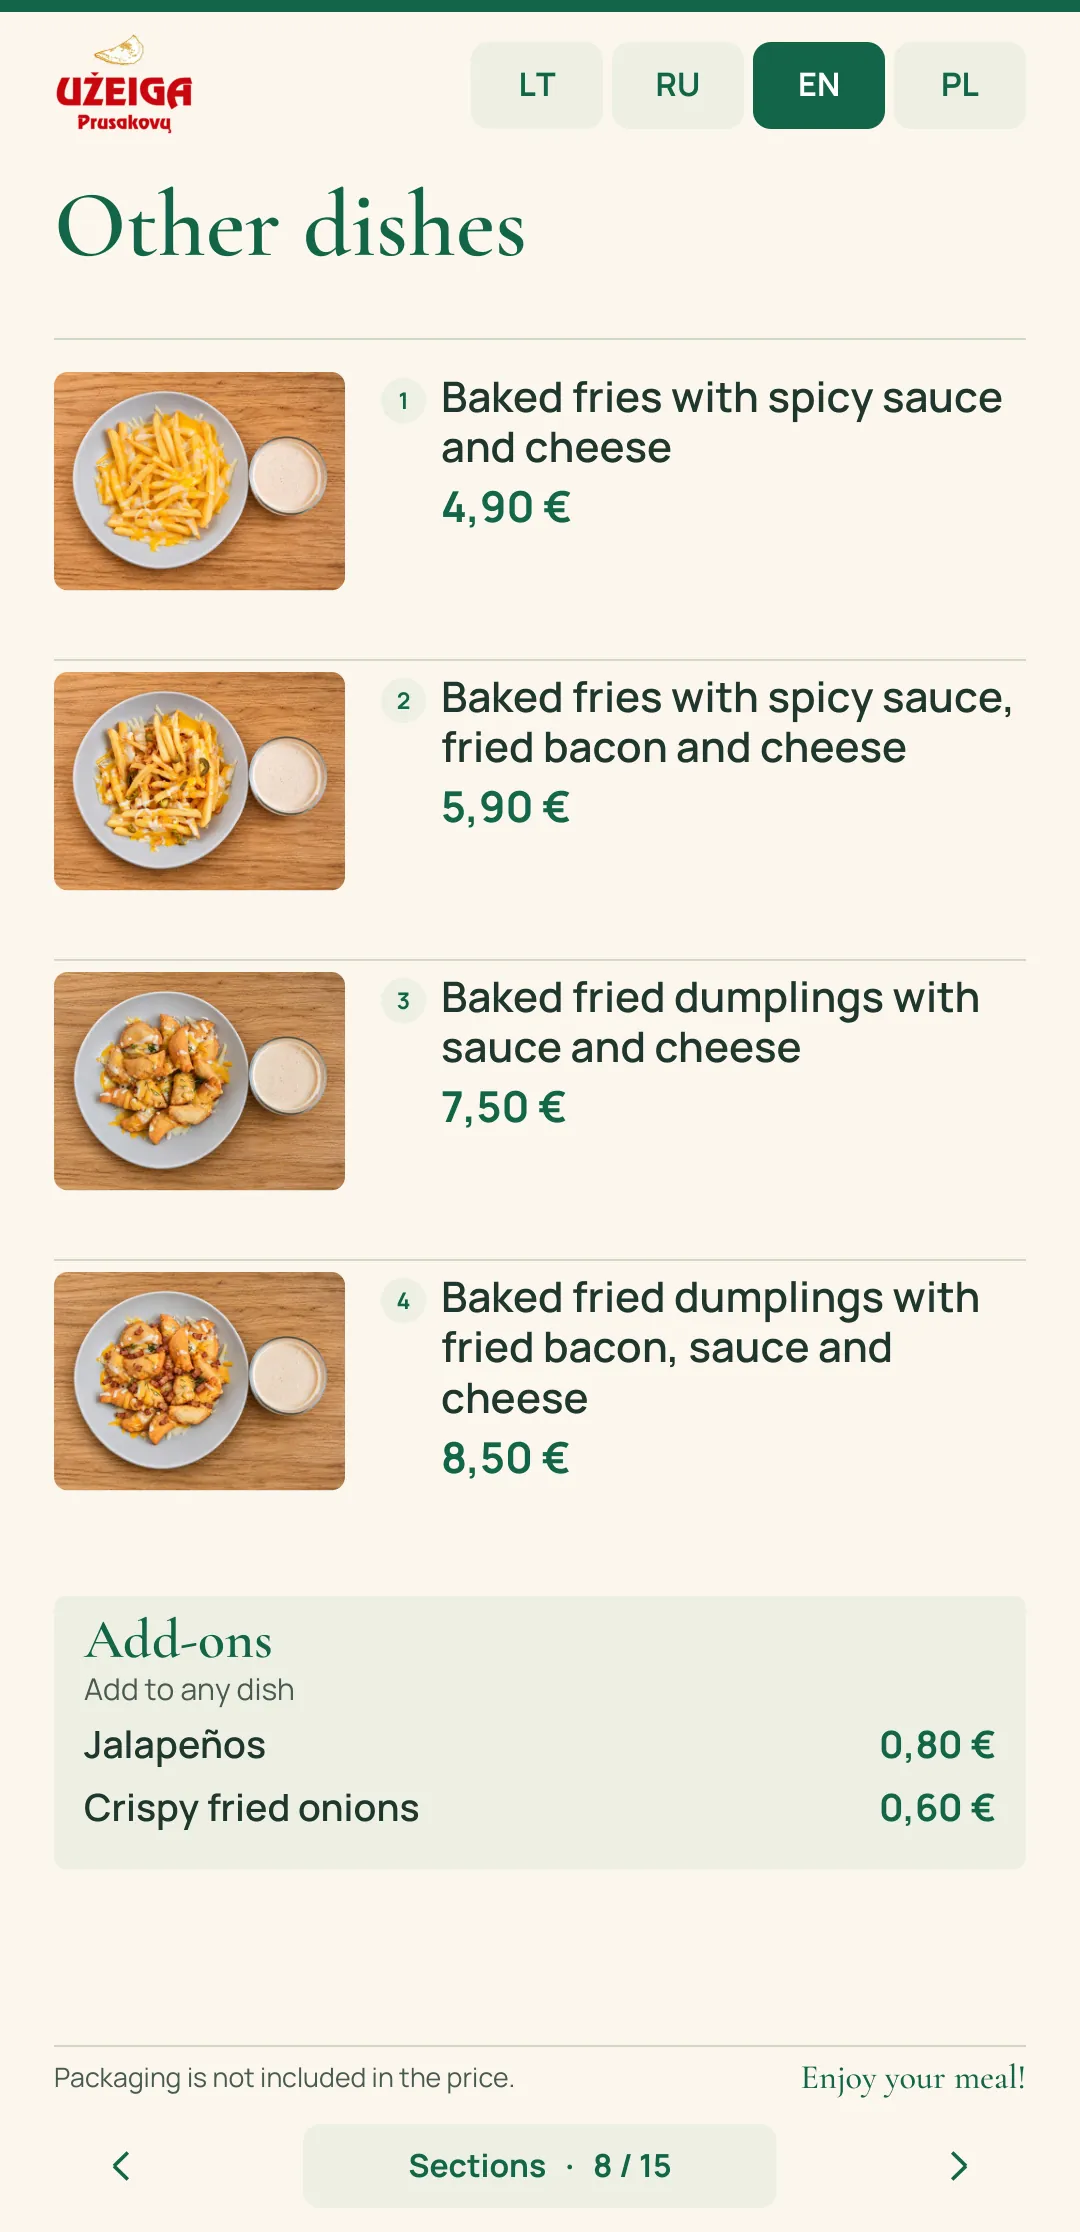 UŽEIGA
Prusakovų
LT
RU
EN
PL
Other dishes
1
Baked fries with spicy sauce
and cheese
4,90 €
2
Baked fries with spicy sauce,
fried bacon and cheese
5,90 €
3
Baked fried dumplings with
sauce and cheese
7,50 €
4
Baked fried dumplings with
fried bacon, sauce and
cheese
8,50 €
Add-ons
Add to any dish
Jalapeños 0,80 €
Crispy fried onions 0,60 €
Packaging is not included in the price. Enjoy your meal!
Sections · 8 / 15